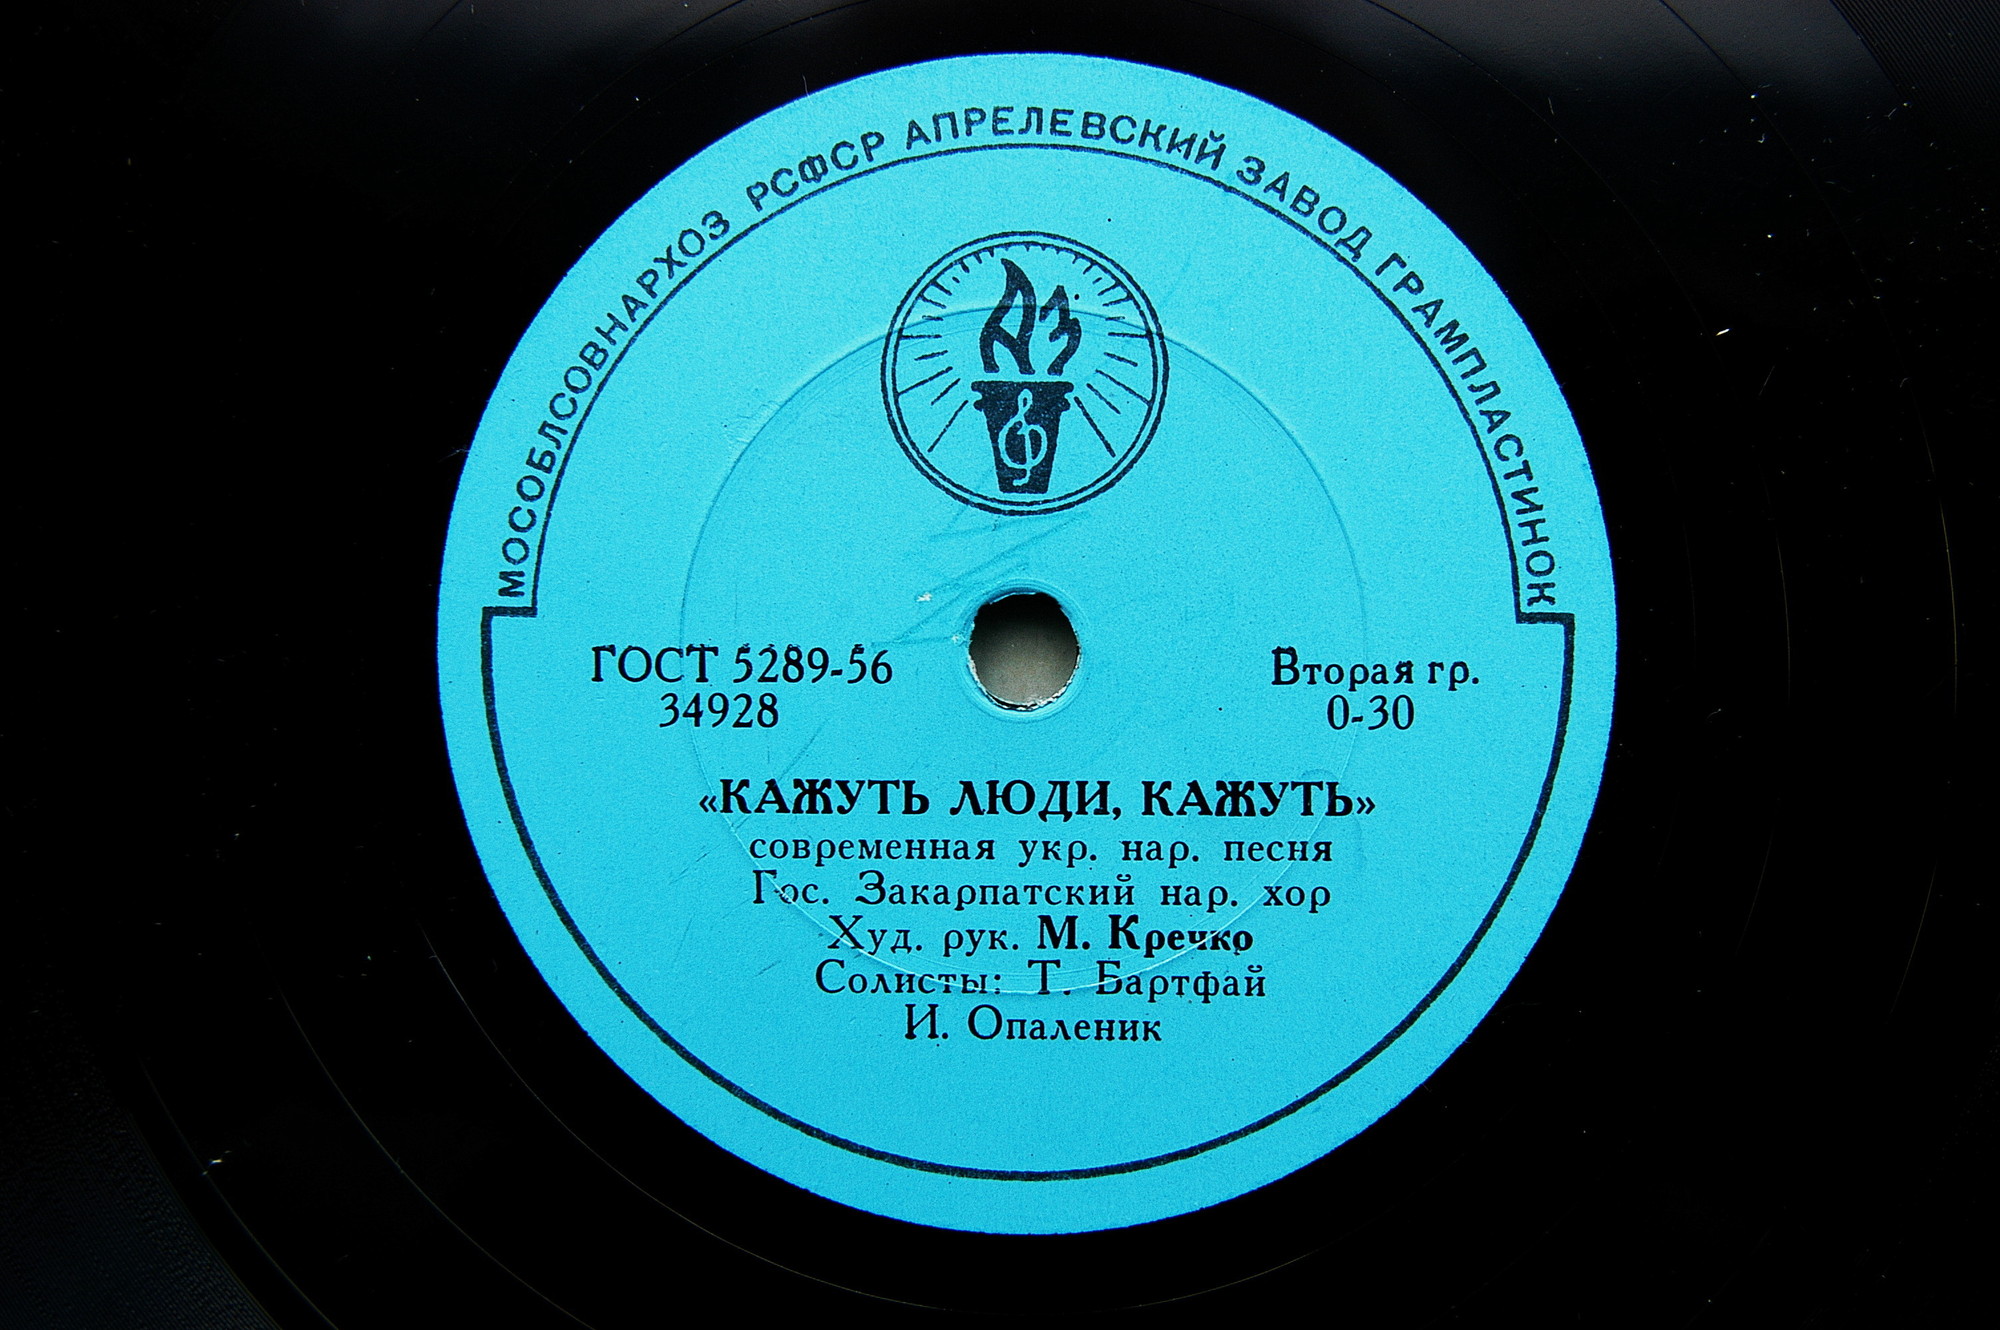 МОСОБЛСОВНАРХОЗ РСФСР АПРЕЛЕВСКИЙ ЗАВОД ГРАМПЛАСТИНОК
АЗ
ГОСТ 5289-56
34928
Вторая гр.
0-30
«КАЖУТЬ ЛЮДИ, КАЖУТЬ»
современная укр. нар. песня
Гос. Закарпатский нар. хор
Худ. рук. М. Кречко
Солисты: Т. Бартфай
И. Опаленик